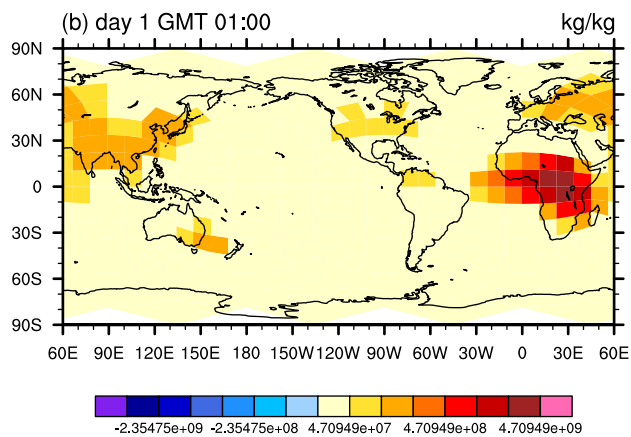 (b) day 1 GMT 01:00 kg/kg
90N
60N
30N
0
30S
60S
90S
60E 90E 120E 150E 180 150W 120W 90W 60W 30W 0 30E 60E
-2.35475e+09 -2.35475e+08 4.70949e+07 4.70949e+08 4.70949e+09